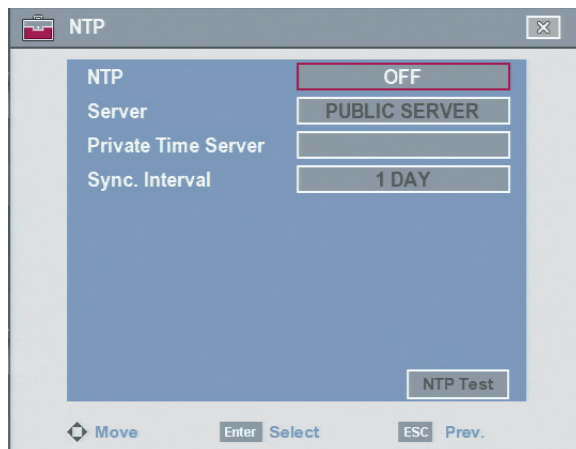 NTP
NTP OFF
Server PUBLIC SERVER
Private Time Server
Sync. Interval 1 DAY
NTP Test
Move Enter Select ESC Prev.